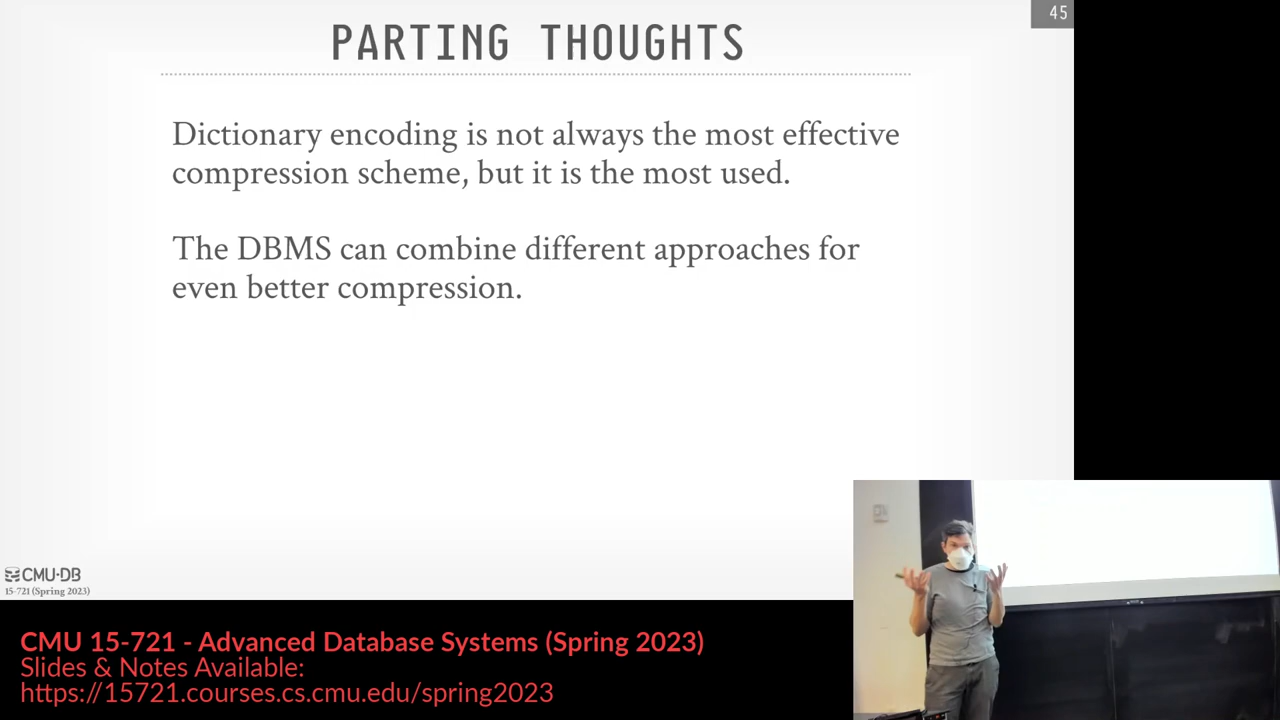 45
PARTING THOUGHTS
Dictionary encoding is not always the most effective
compression scheme, but it is the most used.
The DBMS can combine different approaches for
even better compression.
CMU·DB
15-721 (Spring 2023)
CMU 15-721 - Advanced Database Systems (Spring 2023)
Slides & Notes Available:
https://15721.courses.cs.cmu.edu/spring2023